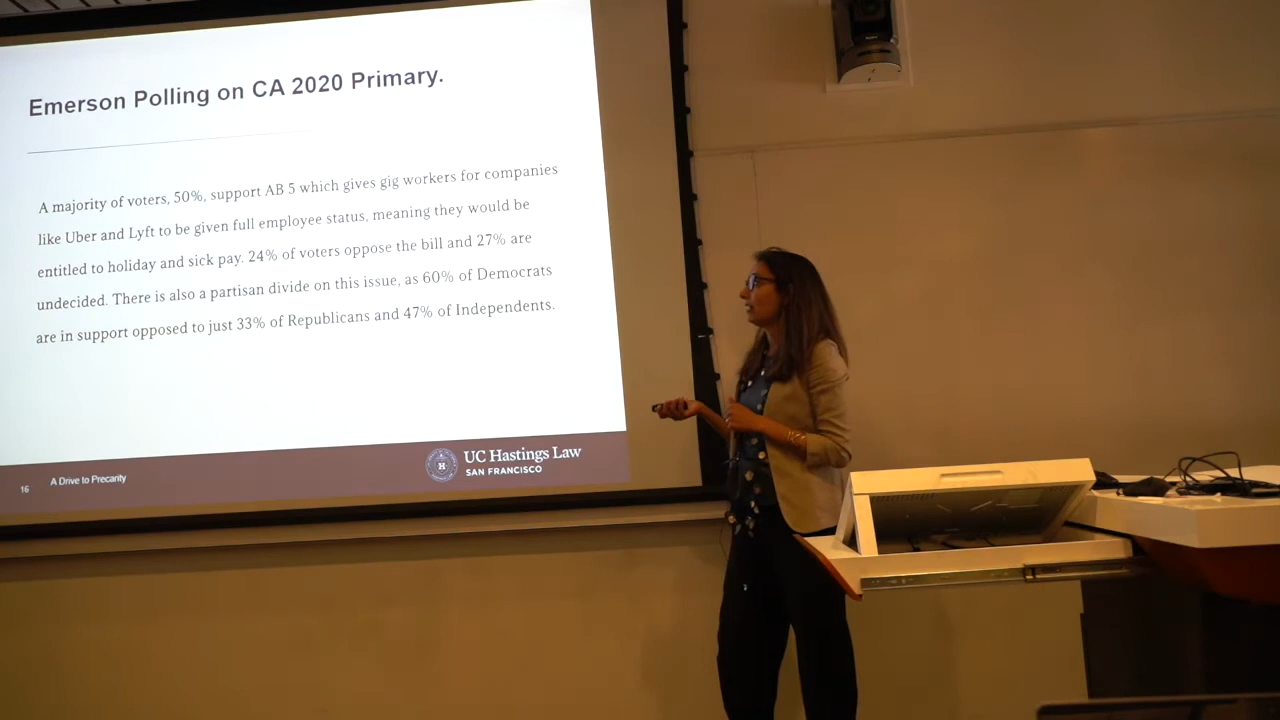 Emerson Polling on CA 2020 Primary.
A majority of voters, 50%, support AB 5 which gives gig workers for companies
like Uber and Lyft to be given full employee status, meaning they would be
entitled to holiday and sick pay. 24% of voters oppose the bill and 27% are
undecided. There is also a partisan divide on this issue, as 60% of Democrats
are in support opposed to just 33% of Republicans and 47% of Independents.
16
A Drive to Precarity
H
UC Hastings Law
SAN FRANCISCO